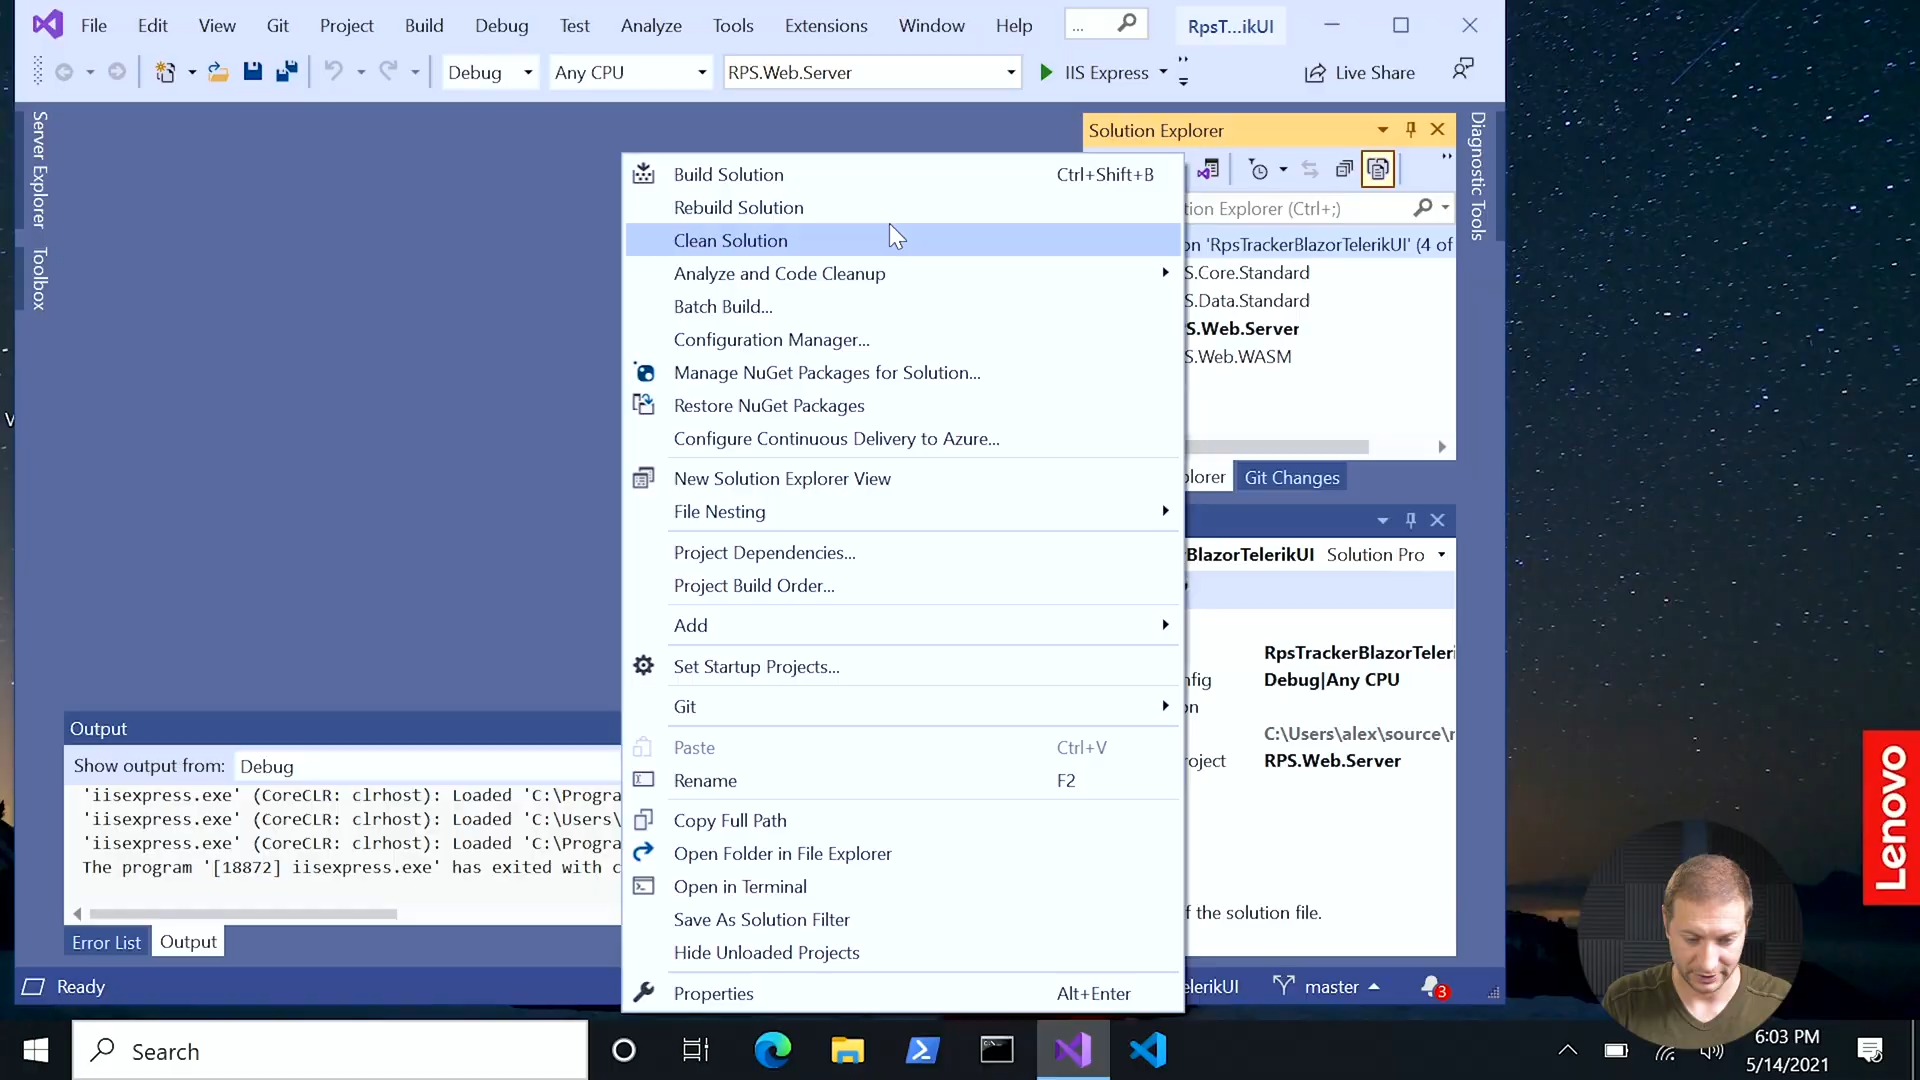 File Edit View Git Project Build Debug Test Analyze Tools Extensions Window Help ... RpsT...ikUI
Debug Any CPU RPS.Web.Server IIS Express Live Share
Server Explorer
Toolbox
Solution Explorer
Diagnostic Tools
tion Explorer (Ctrl+;)
on 'RpsTrackerBlazorTelerikUI' (4 of
S.Core.Standard
S.Data.Standard
S.Web.Server
S.Web.WASM
plorer Git Changes
Build Solution Ctrl+Shift+B
Rebuild Solution
Clean Solution
Analyze and Code Cleanup
Batch Build...
Configuration Manager...
Manage NuGet Packages for Solution...
Restore NuGet Packages
Configure Continuous Delivery to Azure...
New Solution Explorer View
File Nesting
Project Dependencies...
Project Build Order...
Add
Set Startup Projects...
Git
Paste Ctrl+V
Rename F2
Copy Full Path
Open Folder in File Explorer
Open in Terminal
Save As Solution Filter
Hide Unloaded Projects
Properties Alt+Enter
BlazorTelerikUI Solution Pro
RpsTrackerBlazorTeleri
nfig Debug|Any CPU
on
C:\Users\alex\source\r
oject RPS.Web.Server
f the solution file.
Output
Show output from: Debug
'iisexpress.exe' (CoreCLR: clrhost): Loaded 'C:\Progra
'iisexpress.exe' (CoreCLR: clrhost): Loaded 'C:\Users\
'iisexpress.exe' (CoreCLR: clrhost): Loaded 'C:\Progra
The program '[18872] iisexpress.exe' has exited with c
Error List Output
Ready elerikUI master 3
Lenovo
Search
6:03 PM
5/14/2021